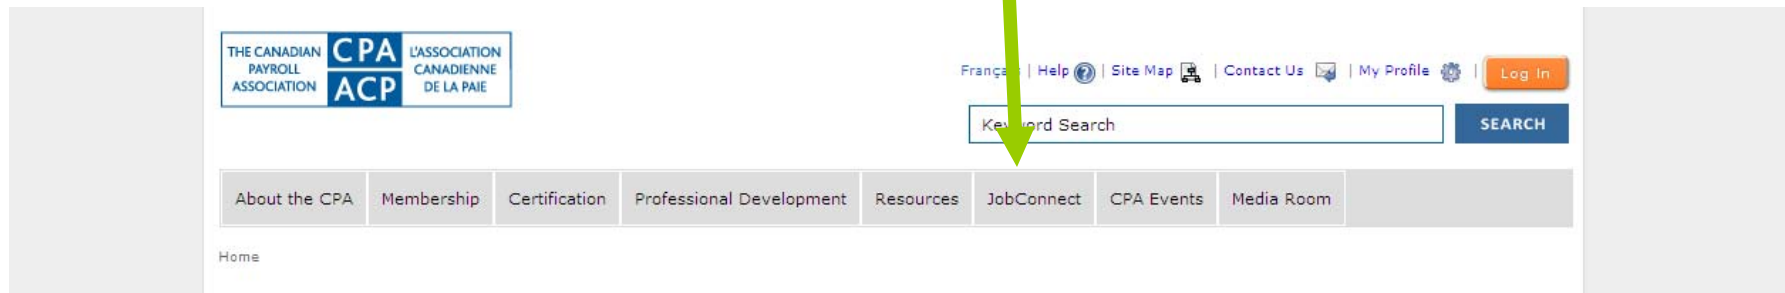 THE CANADIAN
PAYROLL
ASSOCIATION
CPA
ACP
L'ASSOCIATION
CANADIENNE
DE LA PAIE
| Help | Site Map | Contact Us | My Profile | Log In
Search
SEARCH
About the CPA Membership Certification Professional Development Resources JobConnect CPA Events Media Room
Home